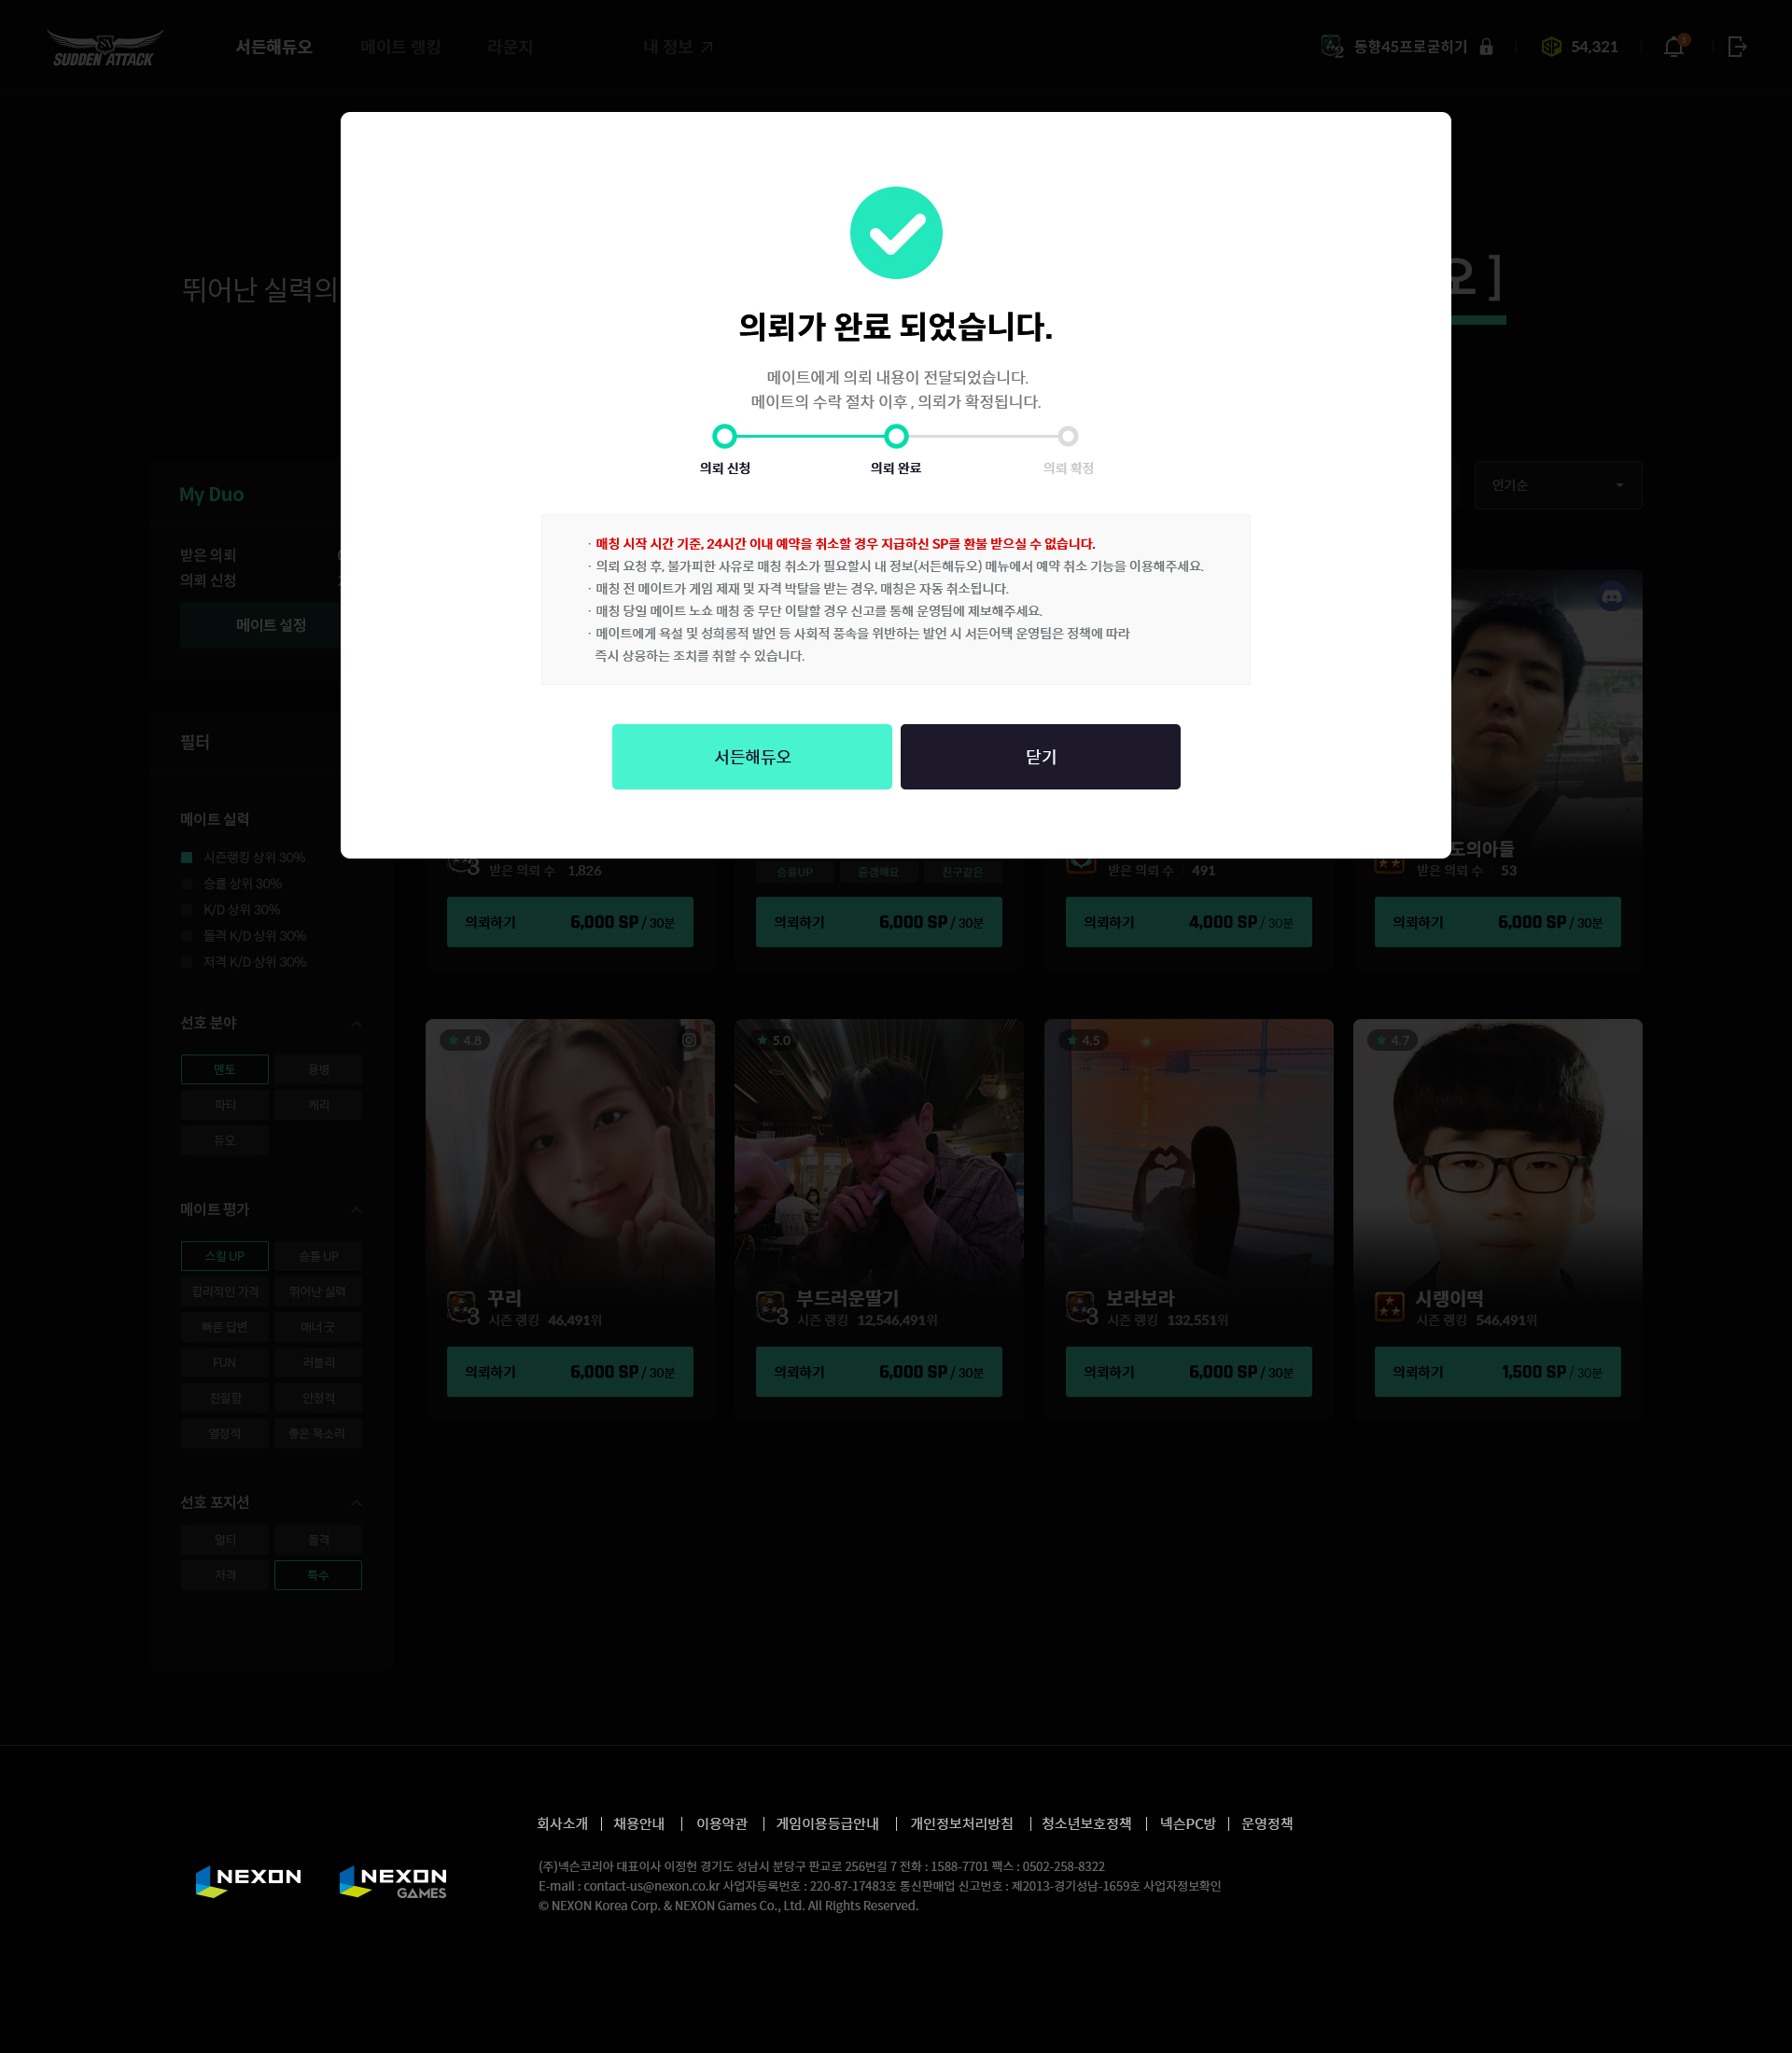 SUDDEN ATTACK
서든해듀오
메이트 랭킹
라운지
내 정보
2
동향45프로굳히기
SP
54,321
1
뛰어난 실력의
오 ]
의뢰가 완료 되었습니다.
메이트에게 의뢰 내용이 전달되었습니다.
메이트의 수락 절차 이후 , 의뢰가 확정됩니다.
의뢰 신청
의뢰 완료
의뢰 확정
· 매칭 시작 시간 기준, 24시간 이내 예약을 취소할 경우 지급하신 SP를 환불 받으실 수 없습니다.
· 의뢰 요청 후, 불가피한 사유로 매칭 취소가 필요할시 내 정보(서든해듀오) 메뉴에서 예약 취소 기능을 이용해주세요.
· 매칭 전 메이트가 게임 제재 및 자격 박탈을 받는 경우, 매칭은 자동 취소됩니다.
· 매칭 당일 메이트 노쇼 매칭 중 무단 이탈할 경우 신고를 통해 운영팀에 제보해주세요.
· 메이트에게 욕설 및 성희롱적 발언 등 사회적 풍속을 위반하는 발언 시 서든어택 운영팀은 정책에 따라
즉시 상응하는 조치를 취할 수 있습니다.
서든해듀오
닫기
My Duo
받은 의뢰
의뢰 신청
메이트 설정
인기순
필터
메이트 실력
시즌랭킹 상위 30%
승률 상위 30%
K/D 상위 30%
돌격 K/D 상위 30%
저격 K/D 상위 30%
선호 분야
멘토
용병
파티
캐리
듀오
메이트 평가
스킬 UP
승률 UP
합리적인 가격
뛰어난 실력
빠른 답변
매너 굿
FUN
러블리
친절함
안정적
열정적
좋은 목소리
선호 포지션
멀티
돌격
저격
특수
3
받은 의뢰 수 1,826
의뢰하기 6,000 SP / 30분
승률UP
즐겜해요
친구같은
의뢰하기 6,000 SP / 30분
받은 의뢰 수 491
의뢰하기 4,000 SP / 30분
도의아들
받은 의뢰 수 53
의뢰하기 6,000 SP / 30분
4.8
3
꾸리
시즌 랭킹 46,491위
의뢰하기 6,000 SP / 30분
5.0
3
부드러운딸기
시즌 랭킹 12,546,491위
의뢰하기 6,000 SP / 30분
4.5
3
보라보라
시즌 랭킹 132,551위
의뢰하기 6,000 SP / 30분
4.7
시랭이떡
시즌 랭킹 546,491위
의뢰하기 1,500 SP / 30분
회사소개 | 채용안내 | 이용약관 | 게임이용등급안내 | 개인정보처리방침 | 청소년보호정책 | 넥슨PC방 | 운영정책
NEXON
NEXON GAMES
(주)넥슨코리아 대표이사 이정헌 경기도 성남시 분당구 판교로 256번길 7 전화 : 1588-7701 팩스 : 0502-258-8322
E-mail : contact-us@nexon.co.kr 사업자등록번호 : 220-87-17483호 통신판매업 신고번호 : 제2013-경기성남-1659호 사업자정보확인
© NEXON Korea Corp. & NEXON Games Co., Ltd. All Rights Reserved.